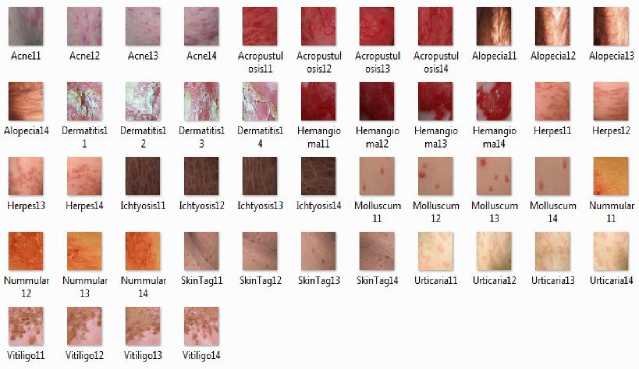 Acne11 Acne12 Acne13 Acne14 Acropustul Acropustul Acropustul Acropustul Alopecia11 Alopecia12 Alopecia13
osis11 osis12 osis13 osis14
Alopecia14 Dermatitis1 Dermatitis1 Dermatitis1 Dermatitis1 Hemangio Hemangio Hemangio Hemangio Herpes11 Herpes12
1 2 3 4 ma11 ma12 ma13 ma14
Herpes13 Herpes14 Ichtyosis11 Ichtyosis12 Ichtyosis13 Ichtyosis14 Molluscum Molluscum Molluscum Molluscum Nummular
11 12 13 14 11
Nummular Nummular Nummular SkinTag11 SkinTag12 SkinTag13 SkinTag14 Urticaria11 Urticaria12 Urticaria13 Urticaria14
12 13 14
Vitiligo11 Vitiligo12 Vitiligo13 Vitiligo14